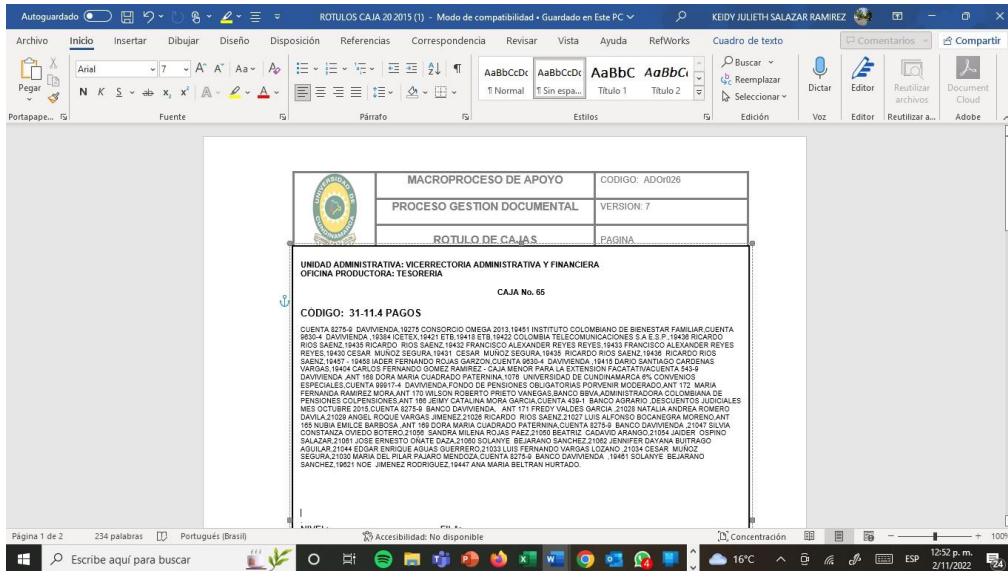 Autoguardado
ROTULOS CAJA 20 2015 (1) - Modo de compatibilidad • Guardado en Este PC
KEIDY JULIETH SALAZAR RAMIREZ
Archivo Inicio Insertar Dibujar Diseño Disposición Referencias Correspondencia Revisar Vista Ayuda RefWorks Cuadro de texto Comentarios Compartir
Pegar
Arial 7
N K S ab x₂ x²
AaBbCcDc AaBbCcDc AaBbC AaBbCc
¶ Normal ¶ Sin espa... Título 1 Título 2
Buscar
Reemplazar
Seleccionar
Dictar Editor Reutilizar archivos Document Cloud
Portapape... Fuente Párrafo Estilos Edición Voz Editor Reutilizar a... Adobe
UNIVERSIDAD DE CUNDINAMARCA
MACROPROCESO DE APOYO CODIGO: ADOr026
PROCESO GESTION DOCUMENTAL VERSION: 7
ROTULO DE CAJAS PAGINA
UNIDAD ADMINISTRATIVA: VICERRECTORIA ADMINISTRATIVA Y FINANCIERA
OFICINA PRODUCTORA: TESORERIA
CAJA No. 65
CÓDIGO: 31-11.4 PAGOS
CUENTA 8275-9 DAVIVIENDA,19275 CONSORCIO OMEGA 2013,19451 INSTITUTO COLOMBIANO DE BIENESTAR FAMILIAR,CUENTA
9630-4 DAVIVIENDA ,19384 ICETEX,19421 ETB,19418 ETB,19422 COLOMBIA TELECOMUNICACIONES S.A E.S.P ,19436 RICARDO
RIOS SAENZ,19435 RICARDO RIOS SAENZ,19432 FRANCISCO ALEXANDER REYES REYES,19433 FRANCISCO ALEXANDER REYES
REYES,19430 CESAR MUÑOZ SEGURA,19431 CESAR MUÑOZ SEGURA,19435 RICARDO RIOS SAENZ,19436 RICARDO RIOS
SAENZ,19457 - 19458 IADER FERNANDO ROJAS GARZON,CUENTA 9630-4 DAVIVIENDA ,19415 DARIO SANTIAGO CARDENAS
VARGAS,19404 CARLOS FERNANDO GOMEZ RAMIREZ - CAJA MENOR PARA LA EXTENSION FACATATIVACUENTA 543-9
DAVIVIENDA ,ANT 168 DORA MARIA CUADRADO PATERNINA,1076 UNIVERSIDAD DE CUNDINAMARCA 6% CONVENIOS
ESPECIALES,CUENTA 99917-4 DAVIVIENDA,FONDO DE PENSIONES OBLIGATORIAS PORVENIR MODERADO,ANT 172 MARIA
FERNANDA RAMIREZ MORA,ANT 170 WILSON ROBERTO PRIETO VANEGAS,BANCO BBVA,ADMINISTRADORA COLOMBIANA DE
PENSIONES COLPENSIONES,ANT 166 JEIMY CATALINA MORA GARCIA,CUENTA 439-1 BANCO AGRARIO ,DESCUENTOS JUDICIALES
MES OCTUBRE 2015,CUENTA 8275-9 BANCO DAVIVIENDA, ANT 171 FREDY VALDES GARCIA ,21028 NATALIA ANDREA ROMERO
DAVILA,21029 ANGEL ROQUE VARGAS JIMENEZ,21026 RICARDO RIOS SAENZ,21027 LUIS ALFONSO BOCANEGRA MORENO,ANT
165 NUBIA EMILCE BARBOSA ,ANT 169 DORA MARIA CUADRADO PATERNINA,CUENTA 8275-9 BANCO DAVIVIENDA ,21047 SILVIA
CONSTANZA OVIEDO BOTERO,21056 SANDRA MILENA ROJAS PAEZ,21050 BEATRIZ CADAVID ARANGO,21054 JAIDER OSPINO
SALAZAR,21061 JOSE ERNESTO OÑATE DAZA,21060 SOLANYE BEJARANO SANCHEZ,21062 JENNIFER DAYANA BUITRAGO
AGUILAR,21044 EDGAR ENRIQUE AGUAS GUERRERO,21033 LUIS FERNANDO VARGAS LOZANO ,21034 CESAR MUÑOZ
SEGURA,21030 MARIA DEL PILAR PAJARO MENDOZA,CUENTA 8275-9 BANCO DAVIVIENDA ,19461 SOLANYE BEJARANO
SANCHEZ,19621 NOE JIMENEZ RODRIGUEZ,19447 ANA MARIA BELTRAN HURTADO.
Página 1 de 2 234 palabras Portugués (Brasil) Accesibilidad: No disponible Concentración 100%
Escribe aquí para buscar 16°C ESP 12:52 p. m.
2/11/2022